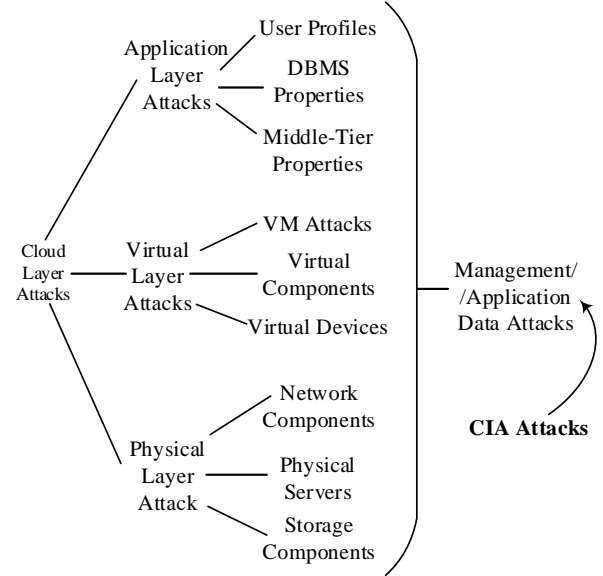 User Profiles
Application
Layer
Attacks
DBMS
Properties
Middle-Tier
Properties
Cloud
Layer
Attacks
Virtual
Layer
Attacks
VM Attacks
Virtual
Components
Virtual Devices
Physical
Layer
Attack
Network
Components
Physical
Servers
Storage
Components
Management/
/Application
Data Attacks
CIA Attacks